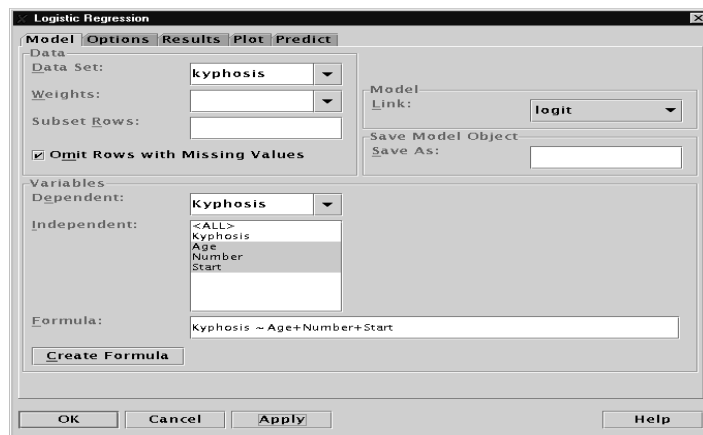 Logistic Regression
Model Options Results Plot Predict
Data
Data Set:
kyphosis
Weights:
Subset Rows:
Omit Rows with Missing Values
Model
Link:
logit
Save Model Object
Save As:
Variables
Dependent:
Kyphosis
Independent:
<ALL>
Kyphosis
Age
Number
Start
Formula:
Kyphosis ~ Age+Number+Start
Create Formula
OK Cancel Apply Help